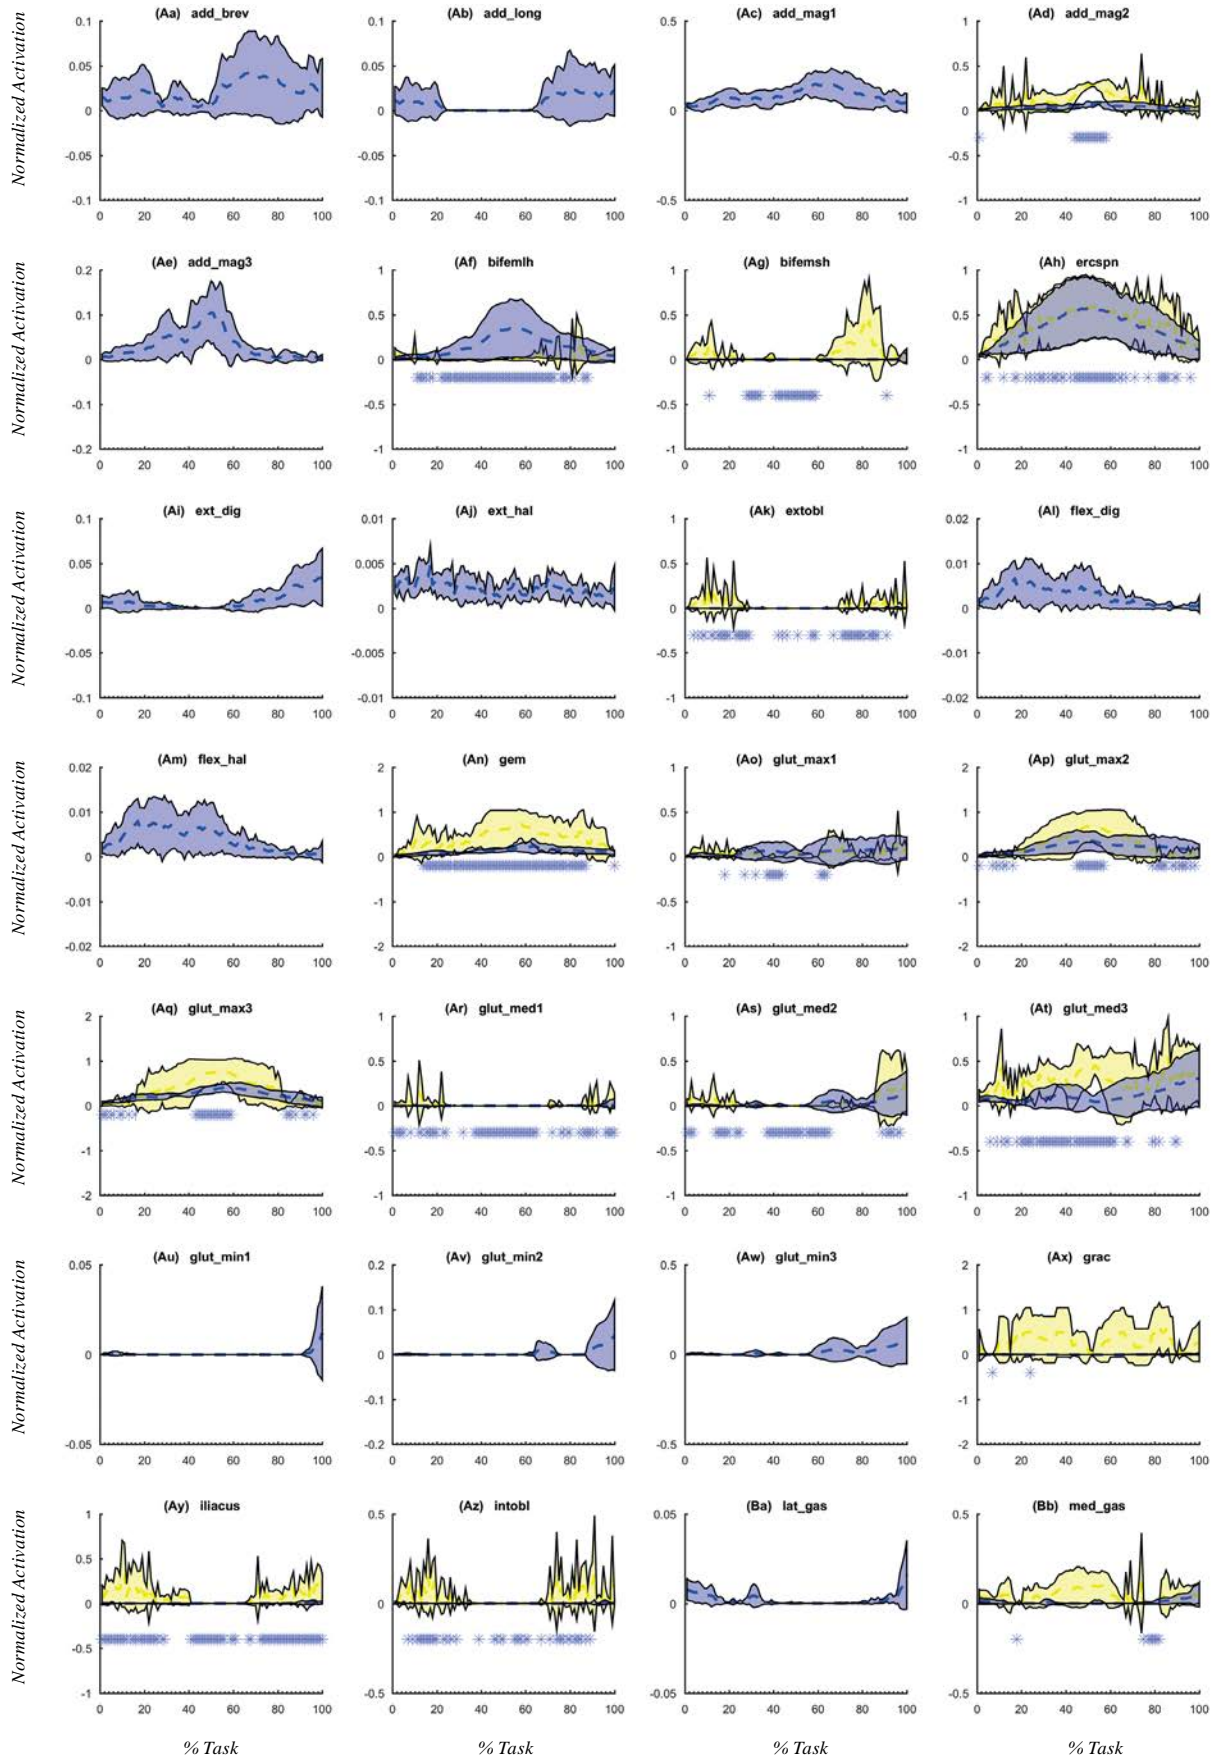 (Aa) add_brev (Ab) add_long (Ac) add_mag1 (Ad) add_mag2
Normalized Activation
0.1 0.05 0 -0.05 -0.1
0.1 0.05 0 -0.05 -0.1
0.5 0 -0.5
1 0.5 0 -0.5 -1
0 20 40 60 80 100 0 20 40 60 80 100 0 20 40 60 80 100 0 20 40 60 80 100
(Ae) add_mag3 (Af) bifemlh (Ag) bifemsh (Ah) ercspn
Normalized Activation
0.2 0.1 0 -0.1 -0.2
1 0.5 0 -0.5 -1
1 0.5 0 -0.5 -1
1 0.5 0 -0.5 -1
0 20 40 60 80 100 0 20 40 60 80 100 0 20 40 60 80 100 0 20 40 60 80 100
(Ai) ext_dig (Aj) ext_hal (Ak) extobl (Al) flex_dig
Normalized Activation
0.1 0.05 0 -0.05 -0.1
0.01 0.005 0 -0.005 -0.01
1 0.5 0 -0.5 -1
0.02 0.01 0 -0.01 -0.02
0 20 40 60 80 100 0 20 40 60 80 100 0 20 40 60 80 100 0 20 40 60 80 100
(Am) flex_hal (An) gem (Ao) glut_max1 (Ap) glut_max2
Normalized Activation
0.02 0.01 0 -0.01 -0.02
2 1 0 -1 -2
1 0.5 0 -0.5 -1
2 1 0 -1 -2
0 20 40 60 80 100 0 20 40 60 80 100 0 20 40 60 80 100 0 20 40 60 80 100
(Aq) glut_max3 (Ar) glut_med1 (As) glut_med2 (At) glut_med3
Normalized Activation
2 1 0 -1 -2
1 0.5 0 -0.5 -1
1 0.5 0 -0.5 -1
1 0.5 0 -0.5 -1
0 20 40 60 80 100 0 20 40 60 80 100 0 20 40 60 80 100 0 20 40 60 80 100
(Au) glut_min1 (Av) glut_min2 (Aw) glut_min3 (Ax) grac
Normalized Activation
0.05 0 -0.05
0.2 0.1 0 -0.1 -0.2
0.5 0 -0.5
2 1 0 -1 -2
0 20 40 60 80 100 0 20 40 60 80 100 0 20 40 60 80 100 0 20 40 60 80 100
(Ay) iliacus (Az) intobl (Ba) lat_gas (Bb) med_gas
Normalized Activation
1 0.5 0 -0.5 -1
0.5 0 -0.5
0.05 0 -0.05
0.5 0 -0.5
0 20 40 60 80 100 0 20 40 60 80 100 0 20 40 60 80 100 0 20 40 60 80 100
% Task % Task % Task % Task